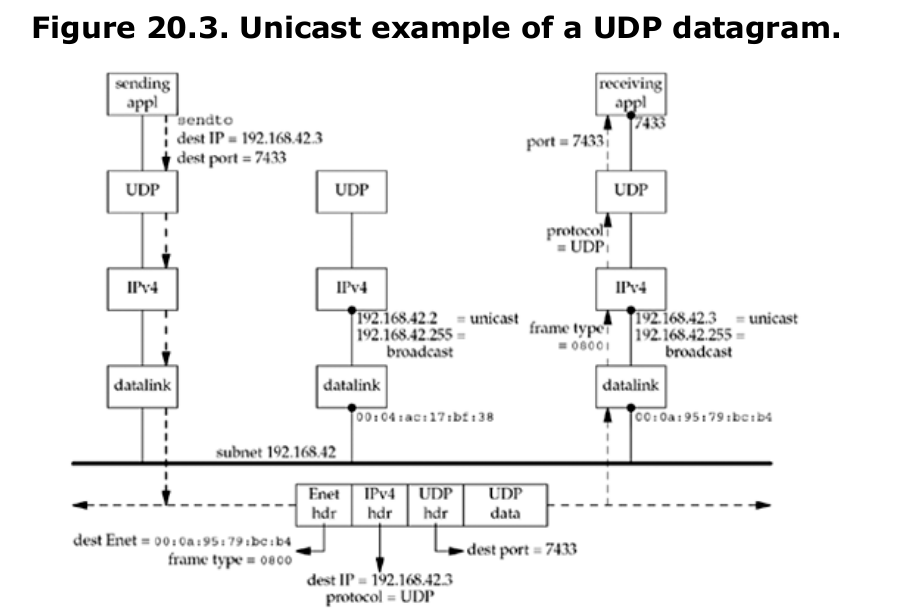 Figure 20.3. Unicast example of a UDP datagram.
sending
appl
sendto
dest IP = 192.168.42.3
dest port = 7433
receiving
appl
7433
port = 7433
UDP
UDP
UDP
protocol
= UDP
IPv4
IPv4
IPv4
192.168.42.2 = unicast
192.168.42.255 =
broadcast
frame type
= 0800
192.168.42.3 = unicast
192.168.42.255 =
broadcast
datalink
datalink
datalink
00:04:ac:17:bf:38
00:0a:95:79:bc:b4
subnet 192.168.42
Enet
hdr
IPv4
hdr
UDP
hdr
UDP
data
dest Enet = 00:0a:95:79:bc:b4
frame type = 0800
dest port = 7433
dest IP = 192.168.42.3
protocol = UDP